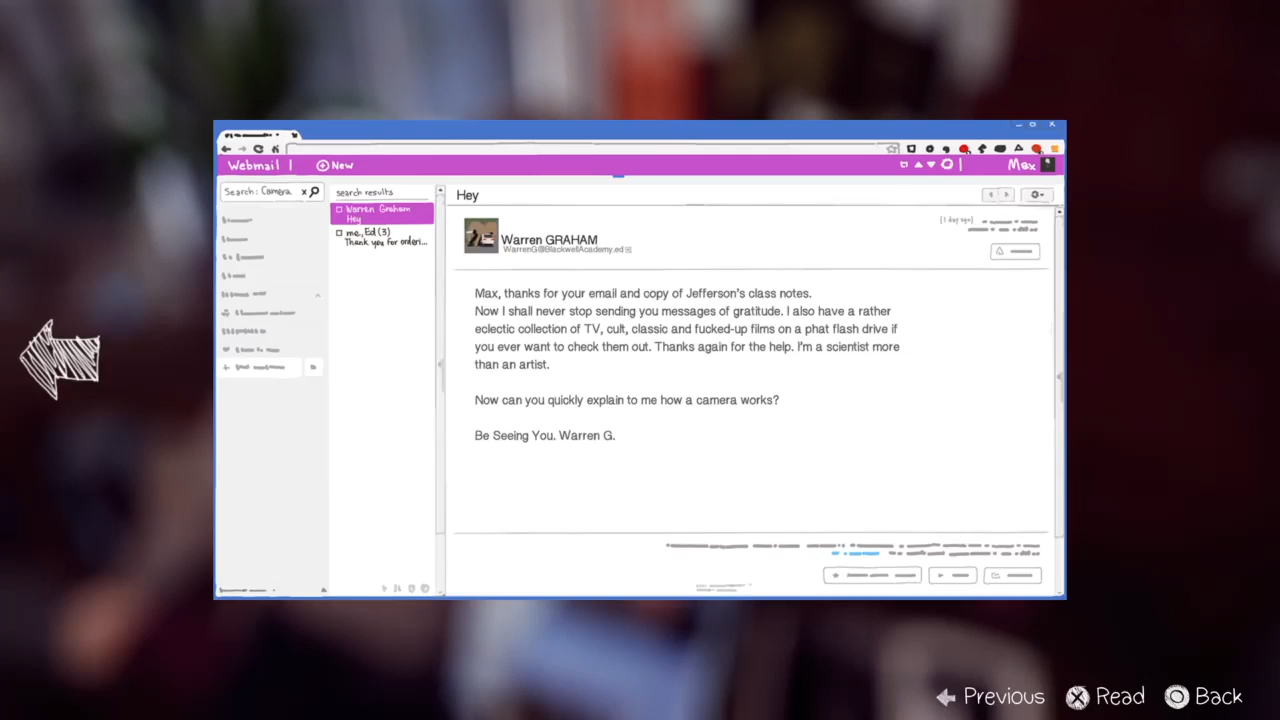 Webmail |
New
Max
Search: Camera x
search results
Warren Graham
Hey
me, Ed (3)
Thank you for orderi...
Hey
[1 day ago]
Warren GRAHAM
WarrenG@BlackwellAcademy.ed
Max, thanks for your email and copy of Jefferson's class notes.
Now I shall never stop sending you messages of gratitude. I also have a rather
eclectic collection of TV, cult, classic and fucked-up films on a phat flash drive if
you ever want to check them out. Thanks again for the help. I'm a scientist more
than an artist.
Now can you quickly explain to me how a camera works?
Be Seeing You. Warren G.
Previous
Read
Back